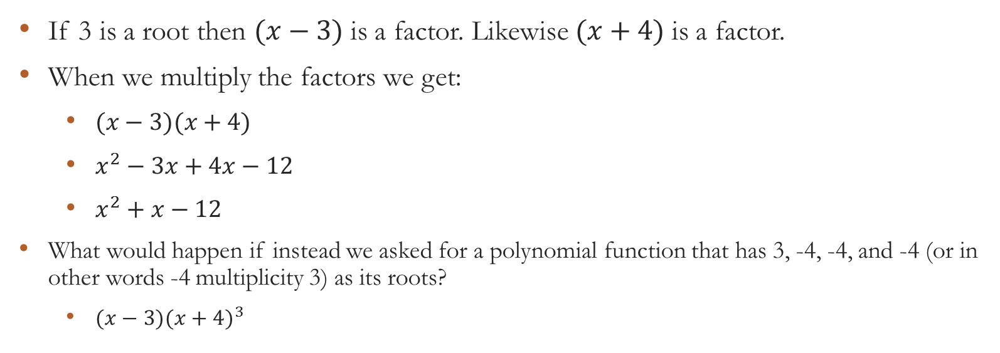 • If 3 is a root then (x − 3) is a factor. Likewise (x + 4) is a factor.
• When we multiply the factors we get:
• (x − 3)(x + 4)
• x² − 3x + 4x − 12
• x² + x − 12
• What would happen if instead we asked for a polynomial function that has 3, -4, -4, and -4 (or in
other words -4 multiplicity 3) as its roots?
• (x − 3)(x + 4)³